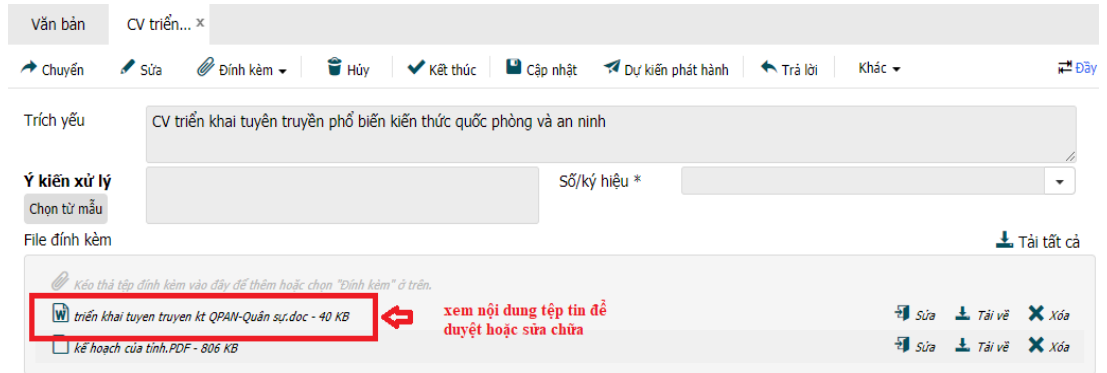 Văn bản CV triển... x
Chuyển Sửa Đính kèm Hủy Kết thúc Cập nhật Dự kiến phát hành Trả lời Khác Đầy
Trích yếu CV triển khai tuyên truyền phổ biến kiến thức quốc phòng và an ninh
Ý kiến xử lý Số/ký hiệu *
Chọn từ mẫu
File đính kèm Tải tất cả
Kéo thả tệp đính kèm vào đây để thêm hoặc chọn "Đính kèm" ở trên.
triển khai tuyen truyen kt QPAN-Quân sự.doc - 40 KB xem nội dung tệp tin để Sửa Tải về Xóa
duyệt hoặc sữa chữa
kế hoạch của tỉnh.PDF - 806 KB Sửa Tải về Xóa